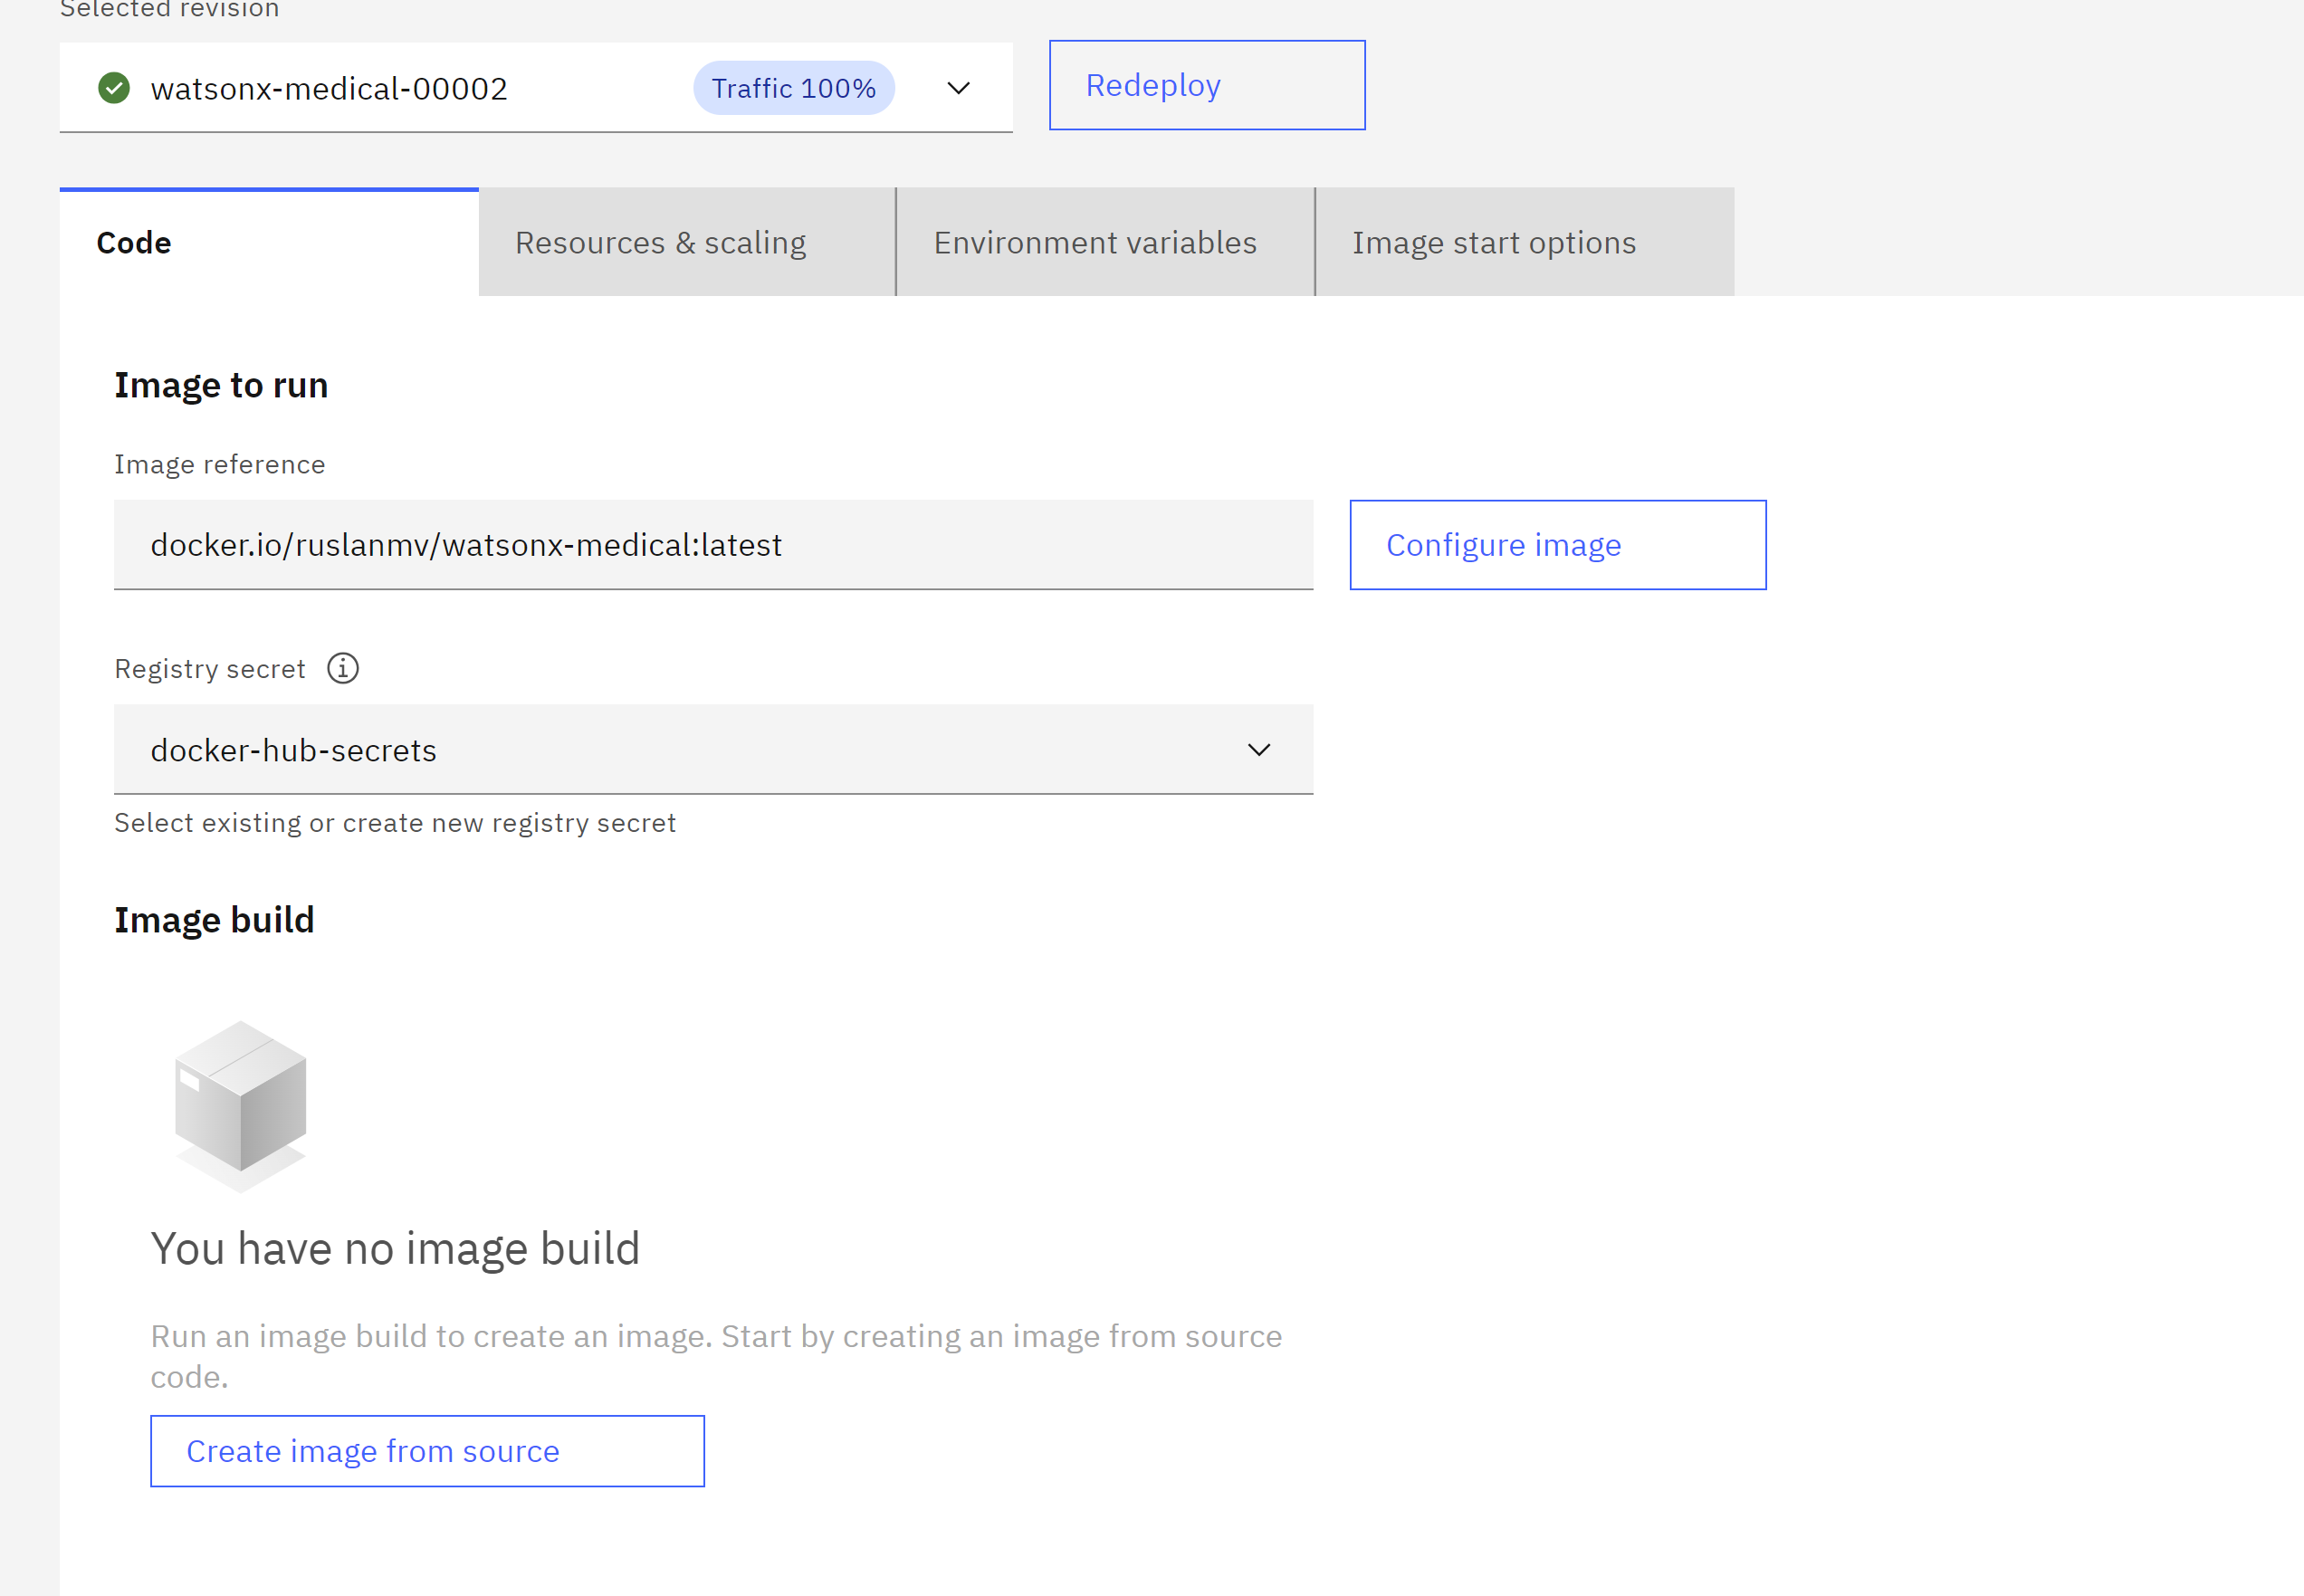 Selected revision
watsonx-medical-00002
Traffic 100%
Redeploy
Code
Resources & scaling
Environment variables
Image start options
Image to run
Image reference
docker.io/ruslanmv/watsonx-medical:latest
Configure image
Registry secret
docker-hub-secrets
Select existing or create new registry secret
Image build
You have no image build
Run an image build to create an image. Start by creating an image from source
code.
Create image from source